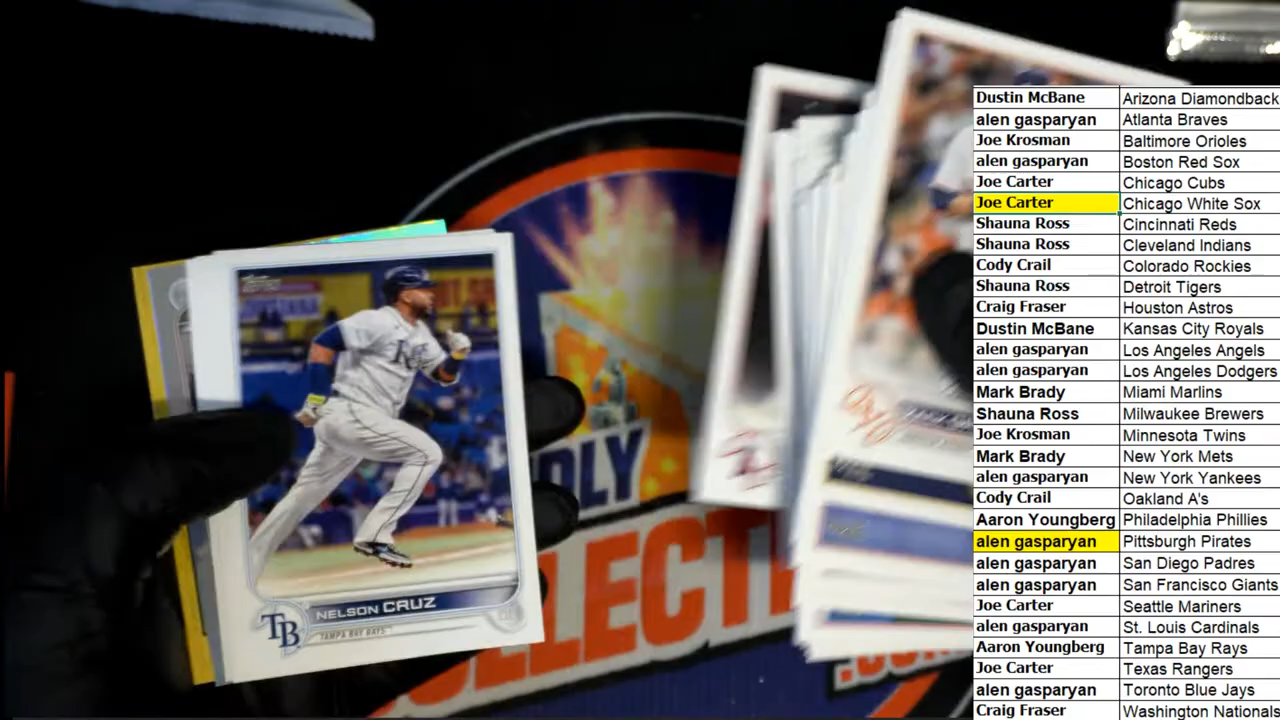 Topps
NELSON CRUZ
TAMPA BAY RAYS
TB
OLY
SELECT
.CO
Dustin McBane Arizona Diamondback
alen gasparyan Atlanta Braves
Joe Krosman Baltimore Orioles
alen gasparyan Boston Red Sox
Joe Carter Chicago Cubs
Joe Carter Chicago White Sox
Shauna Ross Cincinnati Reds
Shauna Ross Cleveland Indians
Cody Crail Colorado Rockies
Shauna Ross Detroit Tigers
Craig Fraser Houston Astros
Dustin McBane Kansas City Royals
alen gasparyan Los Angeles Angels
alen gasparyan Los Angeles Dodgers
Mark Brady Miami Marlins
Shauna Ross Milwaukee Brewers
Joe Krosman Minnesota Twins
Mark Brady New York Mets
alen gasparyan New York Yankees
Cody Crail Oakland A's
Aaron Youngberg Philadelphia Phillies
alen gasparyan Pittsburgh Pirates
alen gasparyan San Diego Padres
alen gasparyan San Francisco Giants
Joe Carter Seattle Mariners
alen gasparyan St. Louis Cardinals
Aaron Youngberg Tampa Bay Rays
Joe Carter Texas Rangers
alen gasparyan Toronto Blue Jays
Craig Fraser Washington Nationals